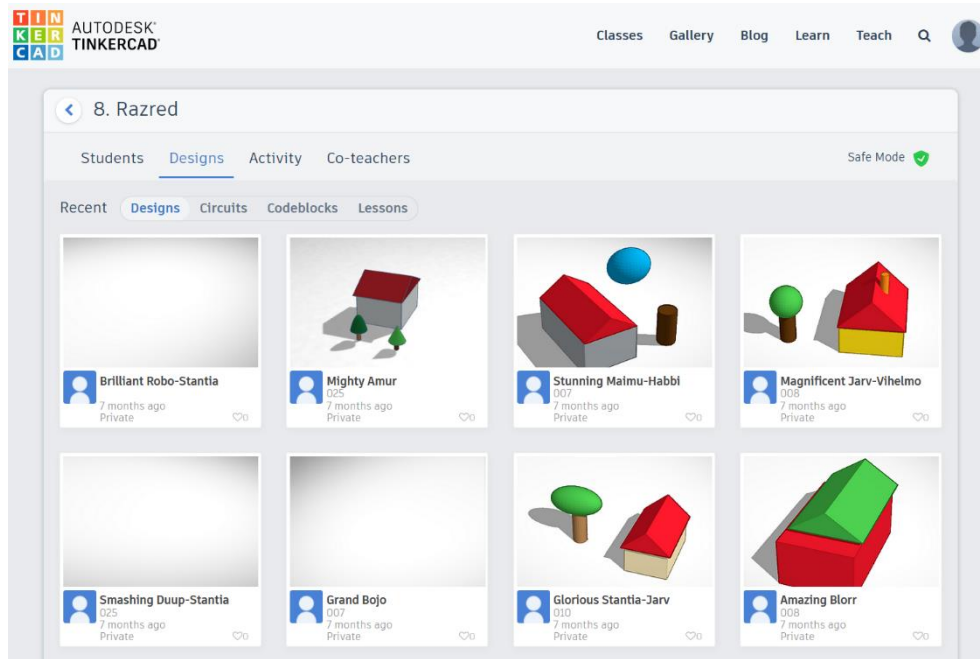 TIN
KER
CAD
AUTODESK®
TINKERCAD®
Classes Gallery Blog Learn Teach
8. Razred
Students Designs Activity Co-teachers Safe Mode
Recent Designs Circuits Codeblocks Lessons
Brilliant Robo-Stantia
7 months ago
Private 0
Mighty Amur
025
7 months ago
Private 0
Stunning Maimu-Habbi
007
7 months ago
Private 0
Magnificent Jarv-Vihelmo
008
7 months ago
Private 0
Smashing Duup-Stantia
025
7 months ago
Private 0
Grand Bojo
007
7 months ago
Private 0
Glorious Stantia-Jarv
010
7 months ago
Private 0
Amazing Blorr
008
7 months ago
Private 0